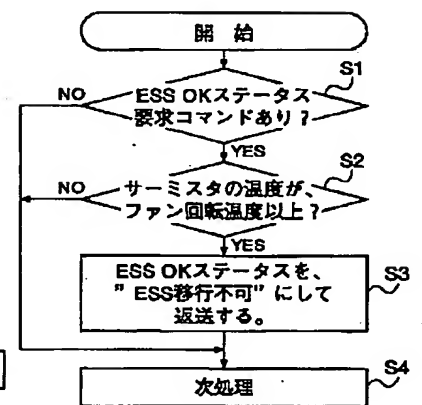 開 始
S1
ESS OKステータス
要求コマンドあり?
NO
YES
S2
サーミスタの温度が、
ファン回転温度以上?
NO
YES
S3
ESS OKステータスを、
”ESS移行不可”にして
返送する。
S4
次処理